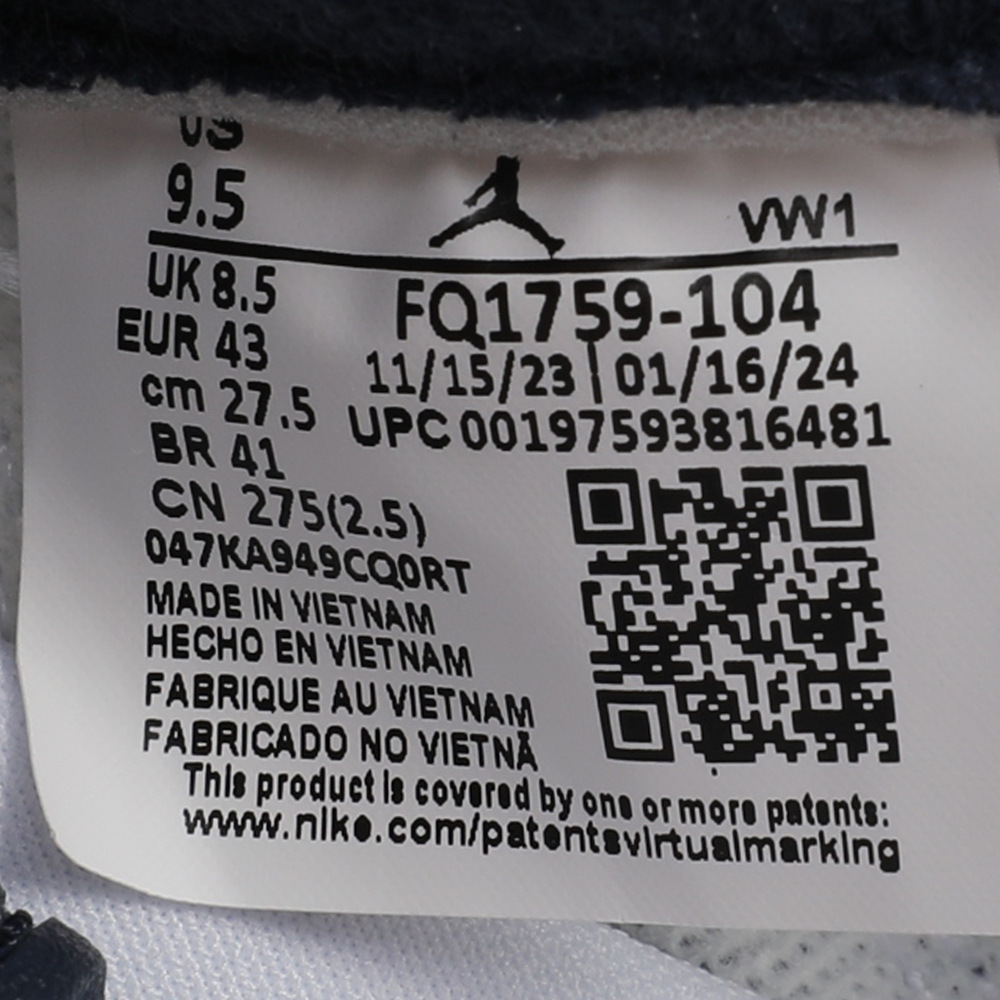 US
9.5
VW1
UK 8.5
FQ1759-104
EUR 43
11/15/23 | 01/16/24
cm 27.5
UPC 00197593816481
BR 41
CN 275(2.5)
047KA949CQ0RT
MADE IN VIETNAM
HECHO EN VIETNAM
FABRIQUE AU VIETNAM
FABRICADO NO VIETNÃ
This product is covered by one or more patents:
www.nike.com/patentsvirtualmarking